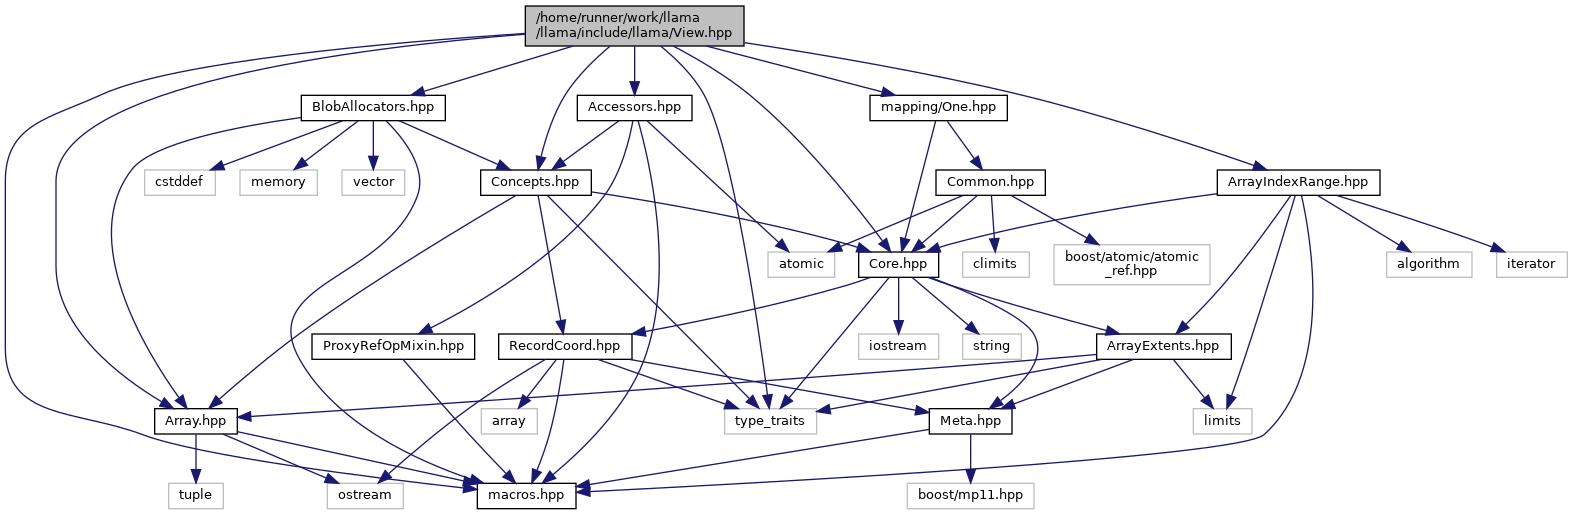 /home/runner/work/llama
/llama/include/llama/View.hpp
BlobAllocators.hpp
Accessors.hpp
mapping/One.hpp
cstddef
memory
vector
Concepts.hpp
Common.hpp
ArrayIndexRange.hpp
atomic
Core.hpp
climits
boost/atomic/atomic
_ref.hpp
algorithm
iterator
ProxyRefOpMixin.hpp
RecordCoord.hpp
iostream
string
ArrayExtents.hpp
Array.hpp
array
type_traits
Meta.hpp
limits
tuple
ostream
macros.hpp
boost/mp11.hpp